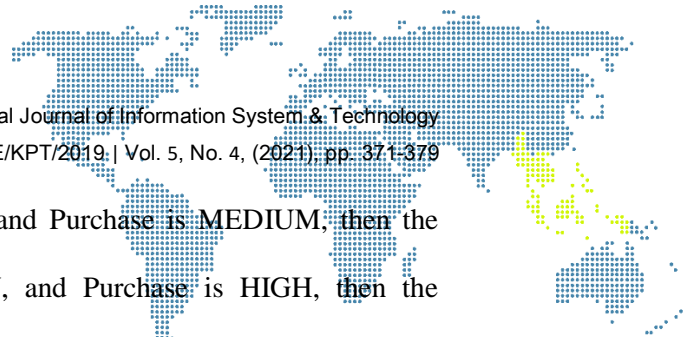 al Journal of Information System & Technology
E/KPT/2019 | Vol. 5, No. 4, (2021), pp. 371-379
and Purchase is MEDIUM, then the
, and Purchase is HIGH, then the